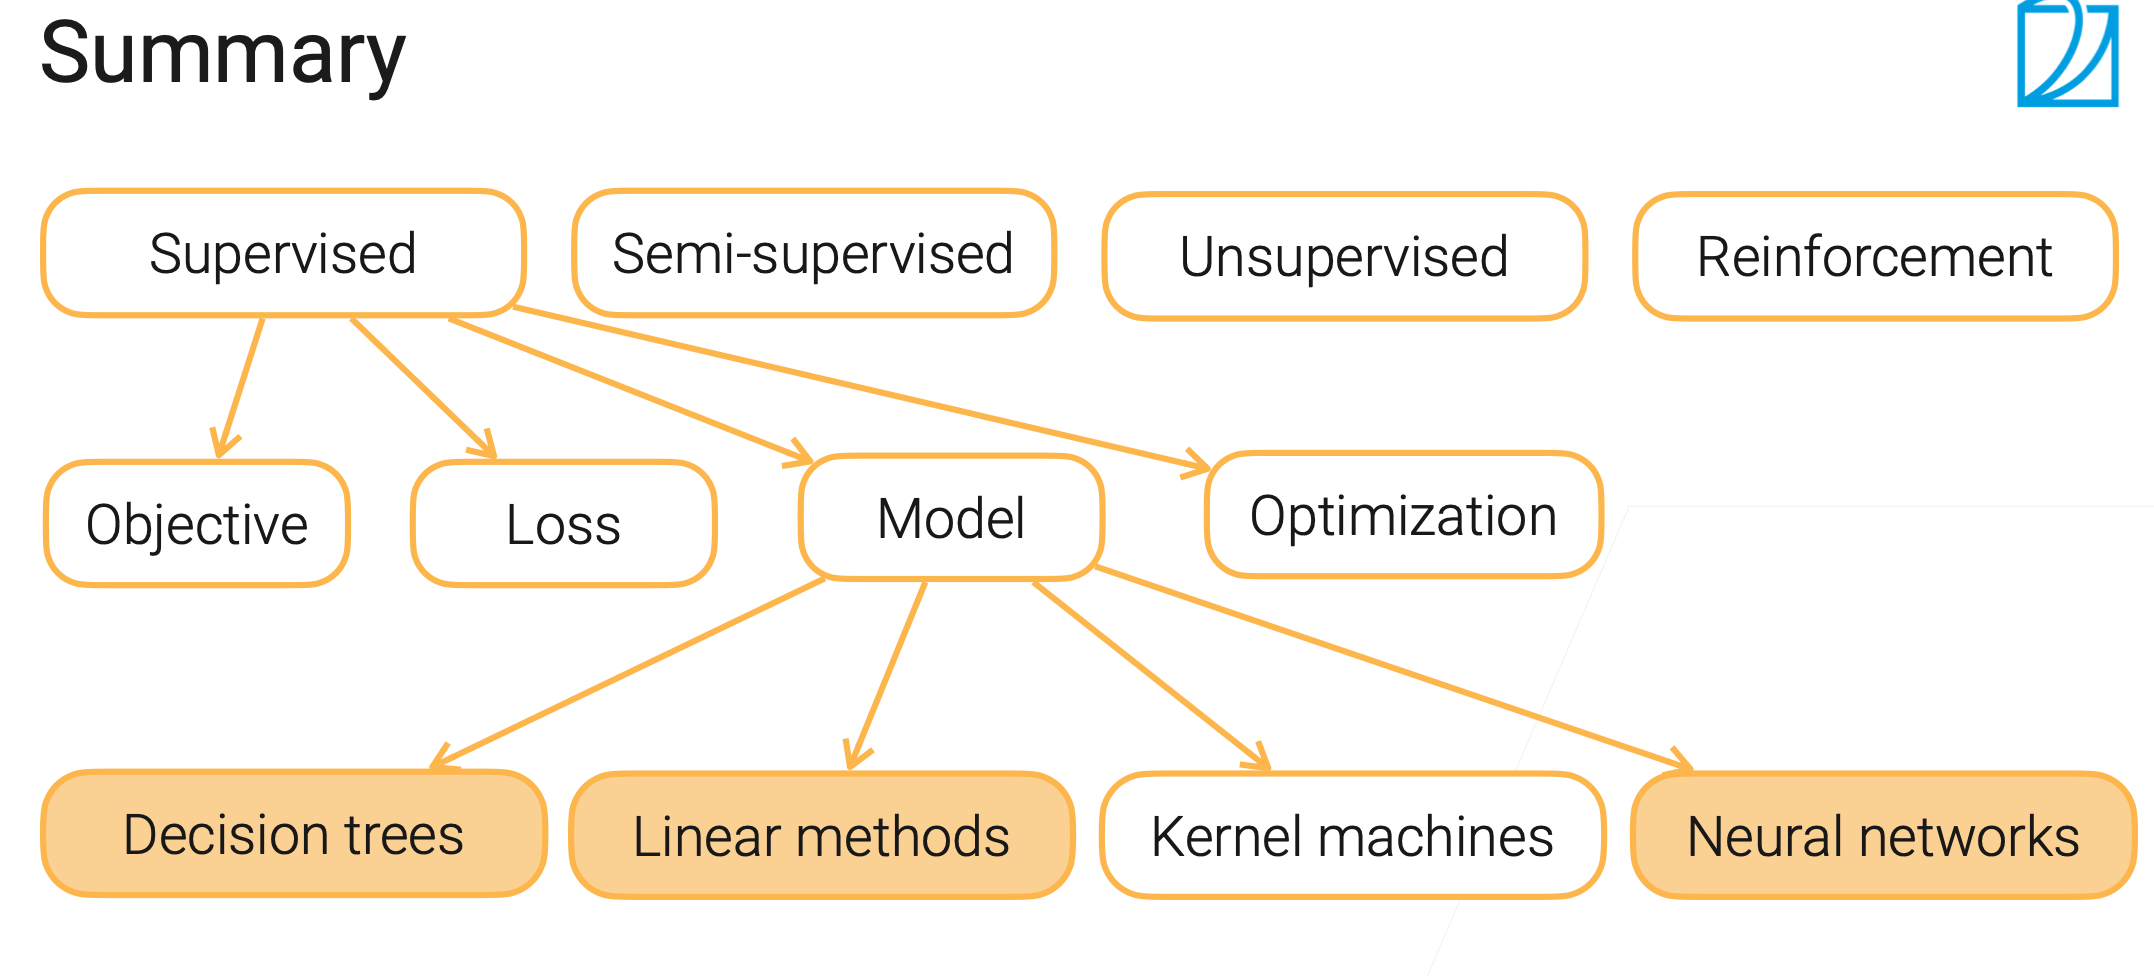 Summary
Supervised
Semi-supervised
Unsupervised
Reinforcement
Objective
Loss
Model
Optimization
Decision trees
Linear methods
Kernel machines
Neural networks